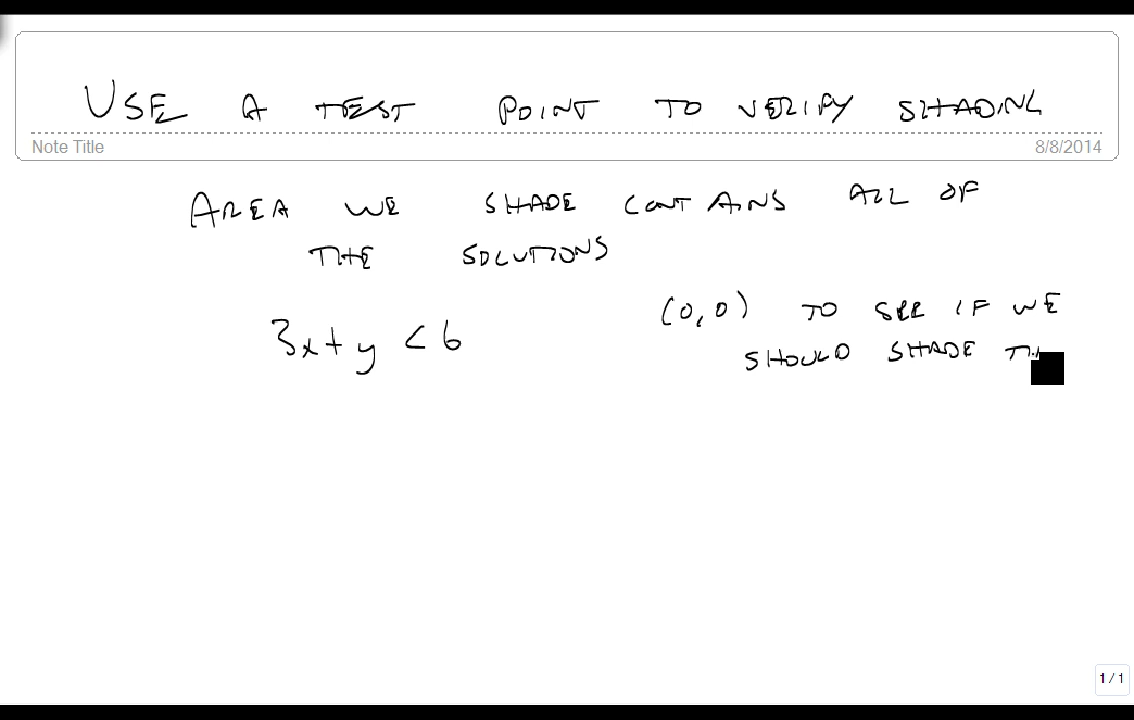 USE A TEST POINT TO VERIFY SHADING
Note Title
8/8/2014
AREA WE SHADE CONTAINS ALL OF
THE SOLUTIONS
(0,0) TO SEE IF WE
3x+y <6
SHOULD SHADE
1 / 1